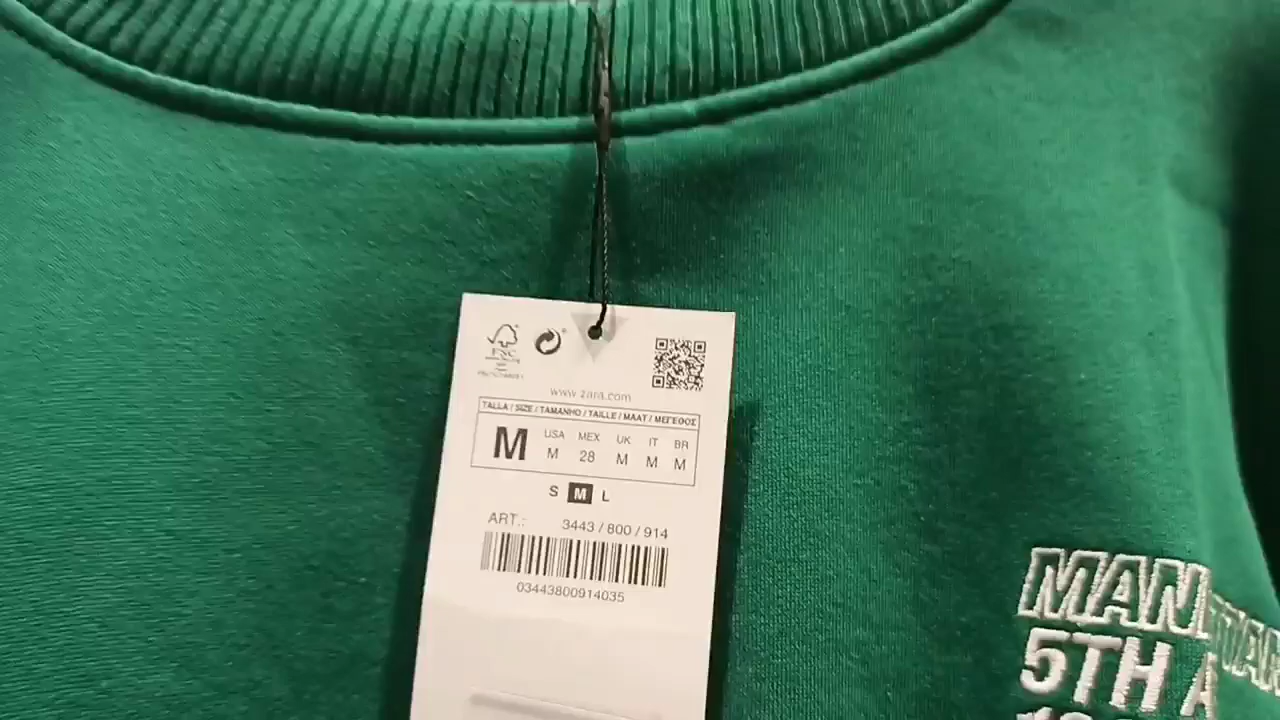 FSC
www.zara.com
TALLA / SIZE / TAMANHO / TAILLE / MAAT / ΜΕΓΕΘΟΣ
M USA MEX UK IT BR
M 28 M M M
S M L
ART.: 3443 / 800 / 914
03443800914035
5TH